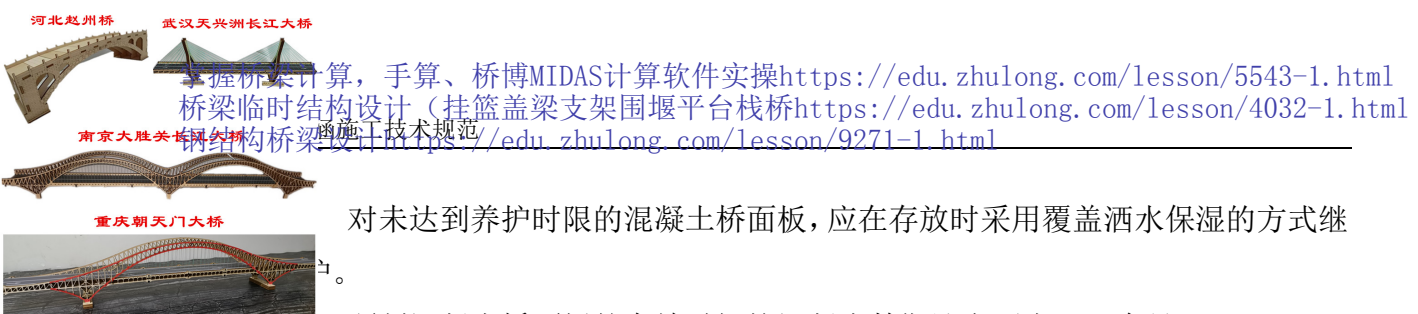 河北赵州桥
武汉天兴洲长江大桥
掌握桥梁计算，手算、桥博MIDAS计算软件实操https://edu.zhulong.com/lesson/5543-1.html
桥梁临时结构设计（挂篮盖梁支架围堰平台栈桥https://edu.zhulong.com/lesson/4032-1.html
南京大胜关长江大桥
涵施工技术规范
钢结构桥梁设计https://edu.zhulong.com/lesson/9271-1.html
对未达到养护时限的混凝土桥面板，应在存放时采用覆盖洒水保湿的方式继
重庆朝天门大桥
。